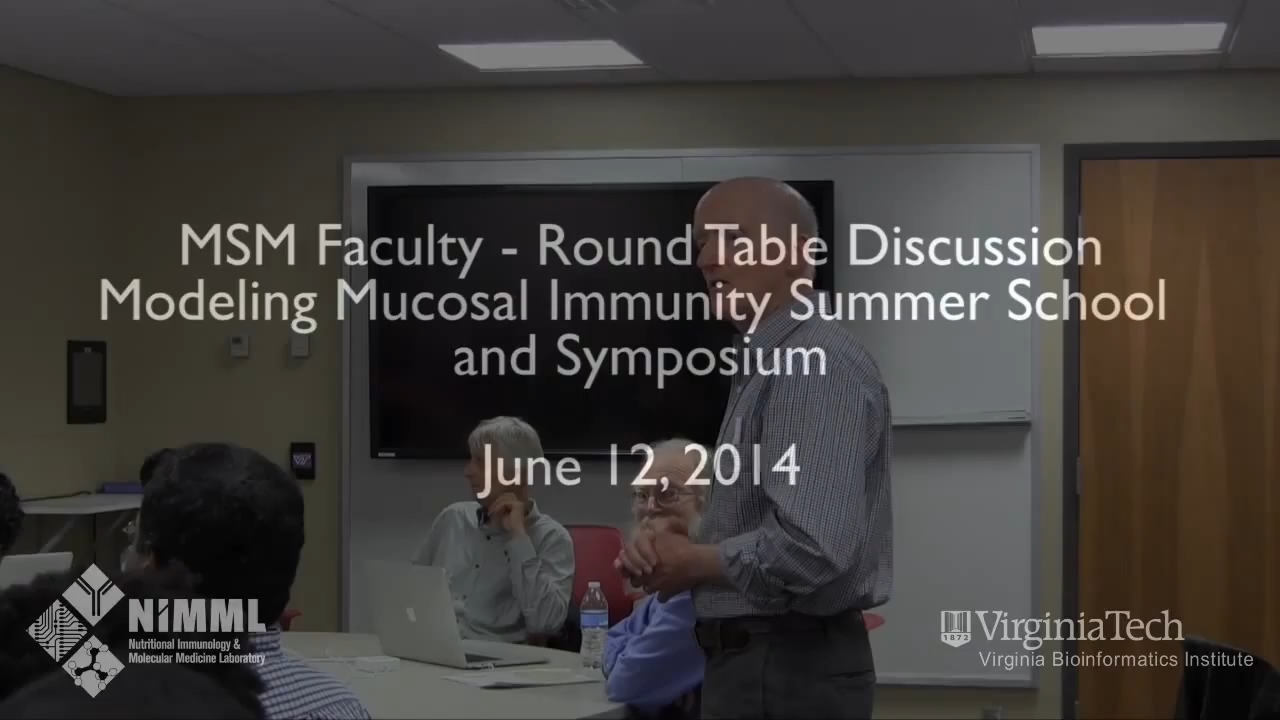 MSM Faculty - Round Table Discussion
Modeling Mucosal Immunity Summer School
and Symposium
June 12, 2014
NiMML
Nutritional Immunology &
Molecular Medicine Laboratory
1872
VirginiaTech
Virginia Bioinformatics Institute